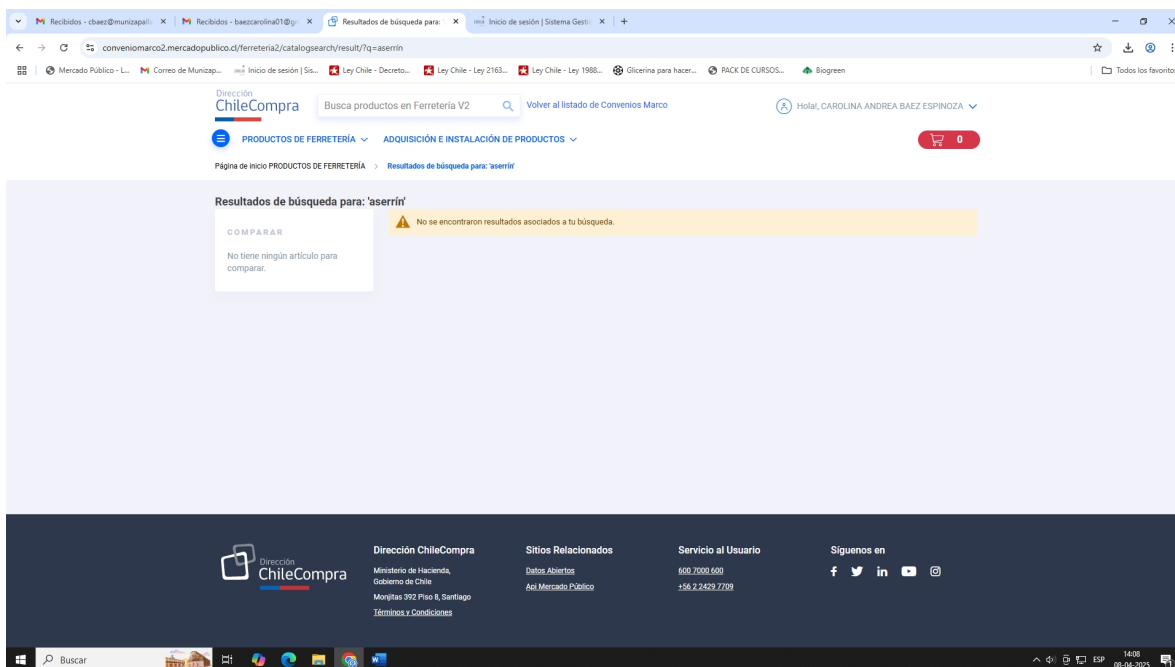 Recibidos - cbaez@munizapall
Recibidos - baezcarolina01@g
Resultados de búsqueda para:
Inicio de sesión | Sistema Gesti
conveniomarco2.mercadopublico.cl/ferreteria2/catalogsearch/result/?q=aserrín
Mercado Público - L...
Correo de Munizap...
Inicio de sesión | Sis...
Ley Chile - Decreto...
Ley Chile - Ley 2163...
Ley Chile - Ley 1988...
Glicerina para hacer...
PACK DE CURSOS...
Biogreen
Todos los favoritos
Dirección
ChileCompra
Busca productos en Ferretería V2
Volver al listado de Convenios Marco
Hola!, CAROLINA ANDREA BAEZ ESPINOZA
PRODUCTOS DE FERRETERÍA
ADQUISICIÓN E INSTALACIÓN DE PRODUCTOS
0
Página de inicio PRODUCTOS DE FERRETERÍA > Resultados de búsqueda para: 'aserrín'
Resultados de búsqueda para: 'aserrín'
COMPARAR
No tiene ningún artículo para
comparar.
No se encontraron resultados asociados a tu búsqueda.
Dirección
ChileCompra
Dirección ChileCompra
Ministerio de Hacienda,
Gobierno de Chile
Monjitas 392 Piso 8, Santiago
Términos y Condiciones
Sitios Relacionados
Datos Abiertos
Api Mercado Público
Servicio al Usuario
600 7000 600
+56 2 2429 7709
Síguenos en
Buscar
ESP
14:08
08-04-2025